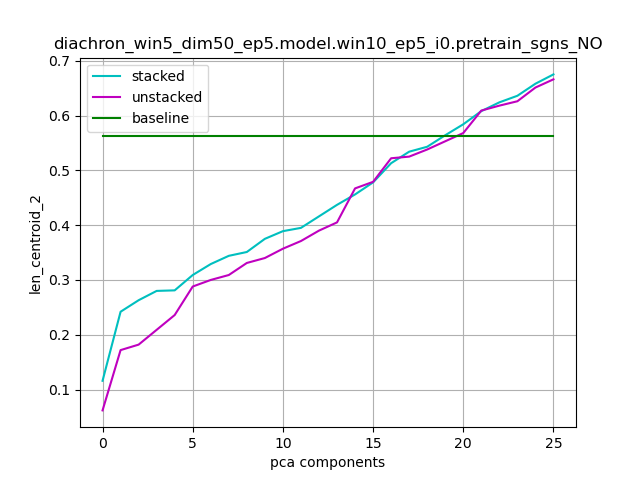 diachron_win5_dim50_ep5.model.win10_ep5_i0.pretrain_sgns_NO
stacked
unstacked
baseline
len_centroid_2
0.7
0.6
0.5
0.4
0.3
0.2
0.1
0
5
10
15
20
25
pca components